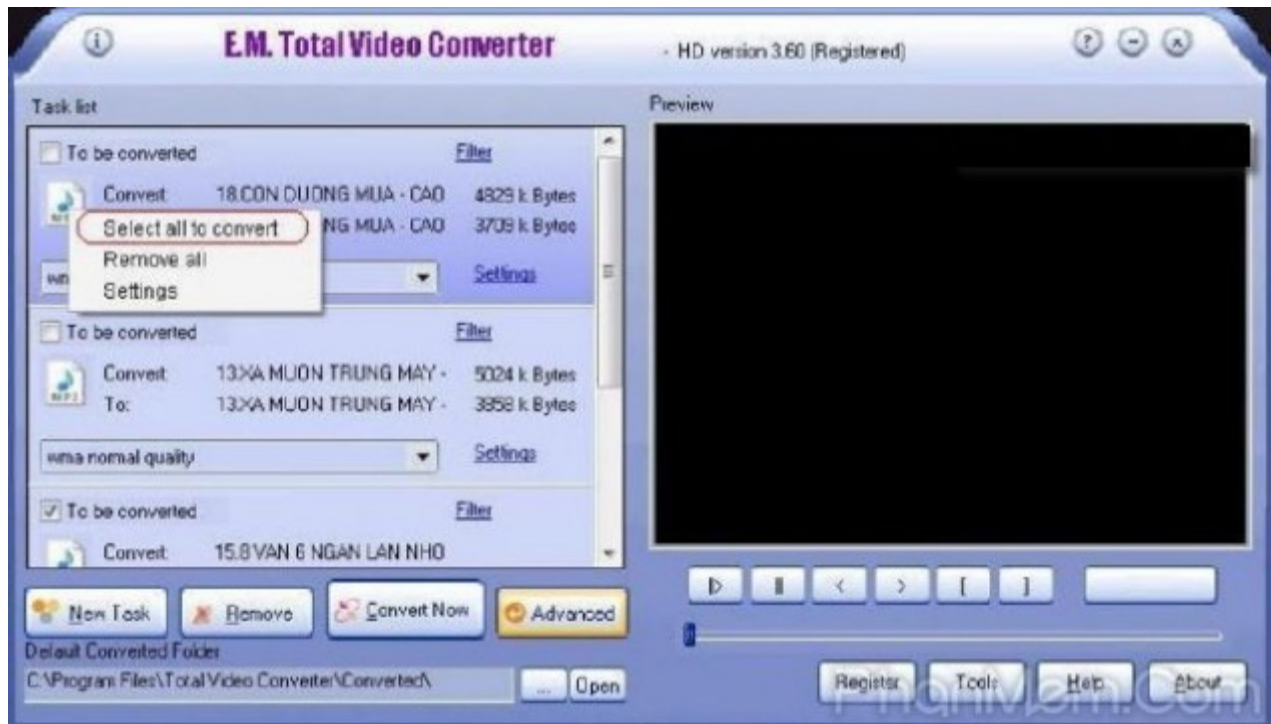 E.M. Total Video Converter
- HD version 3.60 (Registered)
Task list
Preview
To be converted Filter
Convert: 18.CON DUONG MUA - CAO 4829 k Bytes
NG MUA - CAO 3709 k Bytes
Select all to convert
Remove all
Settings
Settings
To be converted Filter
Convert: 13.XA MUON TRUNG MAY - 5024 k Bytes
To: 13.XA MUON TRUNG MAY - 3858 k Bytes
wma normal quality Settings
To be converted Filter
Convert: 15.8 VAN 6 NGAN LAN NHO
New Task Remove Convert Now Advanced
Default Converted Folder
C:\Program Files\Total Video Converter\Converted\ ... Open
Register Tools Help About
PhanMem.Com